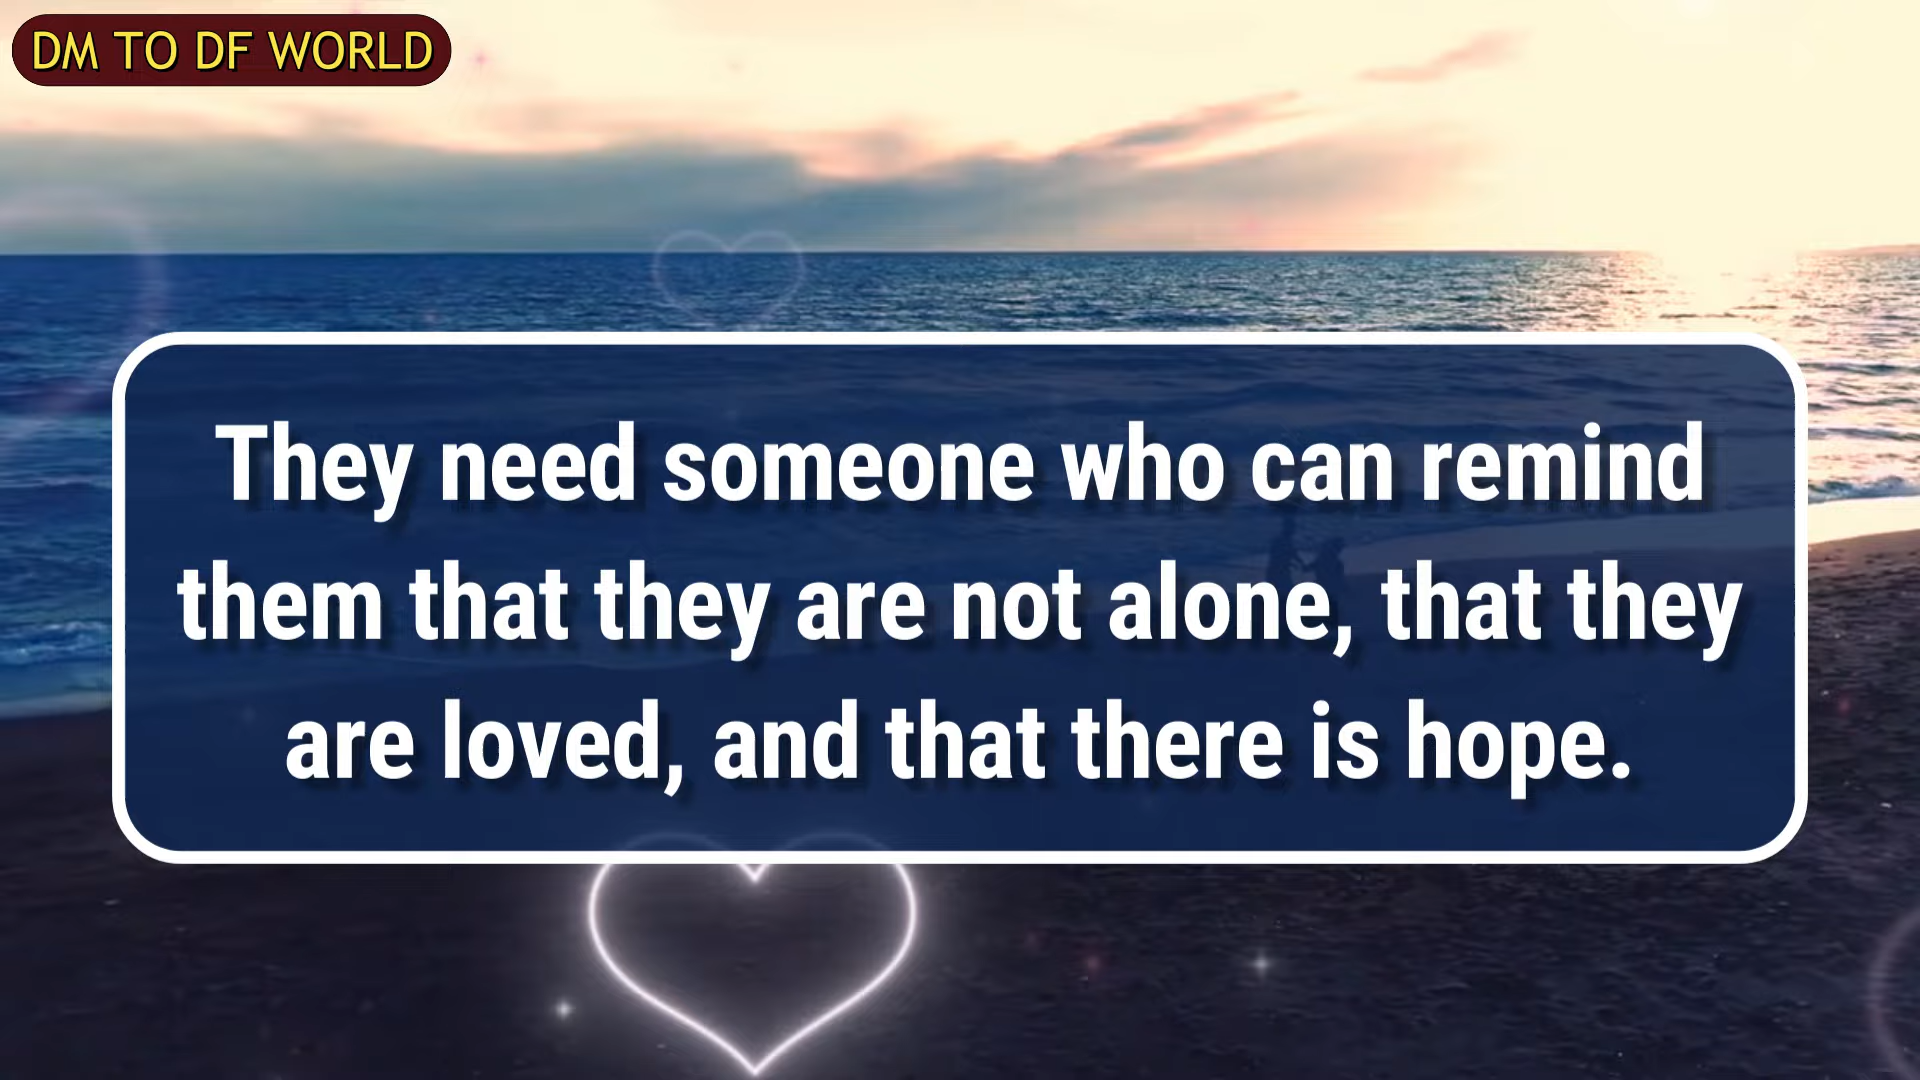 DM TO DF WORLD
They need someone who can remind
them that they are not alone, that they
are loved, and that there is hope.